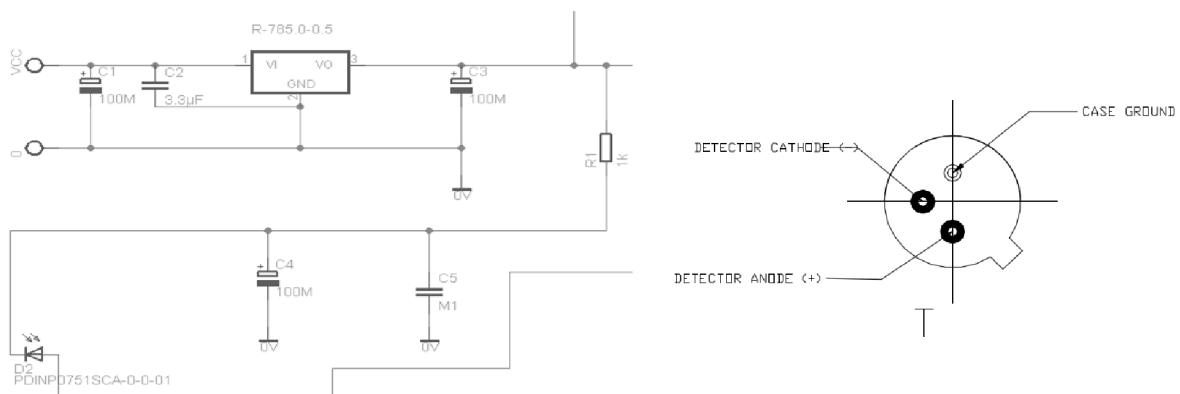 R-785.0-0.5
VCC
1
VI
VO
3
GND
2
+
C1
100M
C2
3.3µF
+
C3
100M
0
0V
R1
1k
+
C4
100M
0V
C5
M1
0V
D2
PDINP0751SCA-0-0-01
CASE GROUND
DETECTOR CATHODE (-)
DETECTOR ANODE (+)